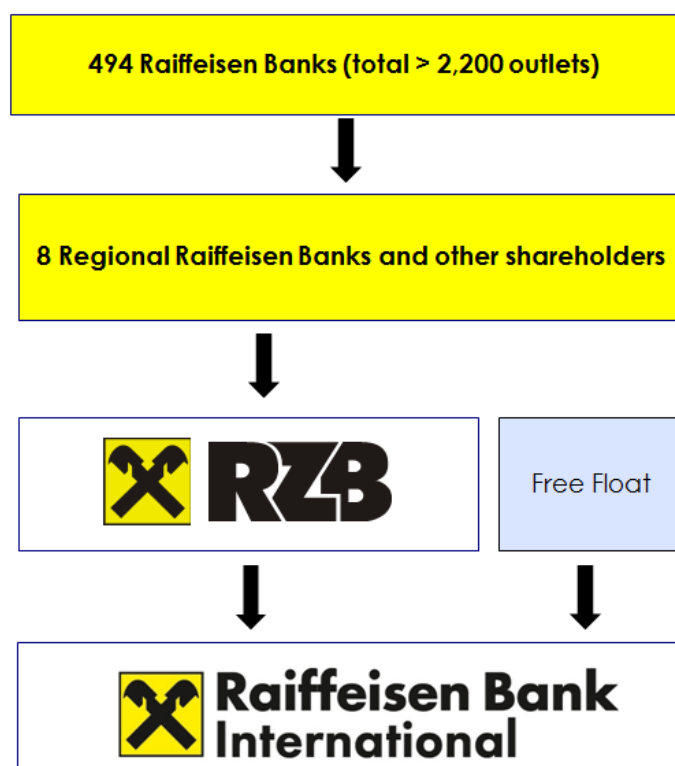 494 Raiffeisen Banks (total > 2,200 outlets)
8 Regional Raiffeisen Banks and other shareholders
RZB
Free Float
Raiffeisen Bank
International